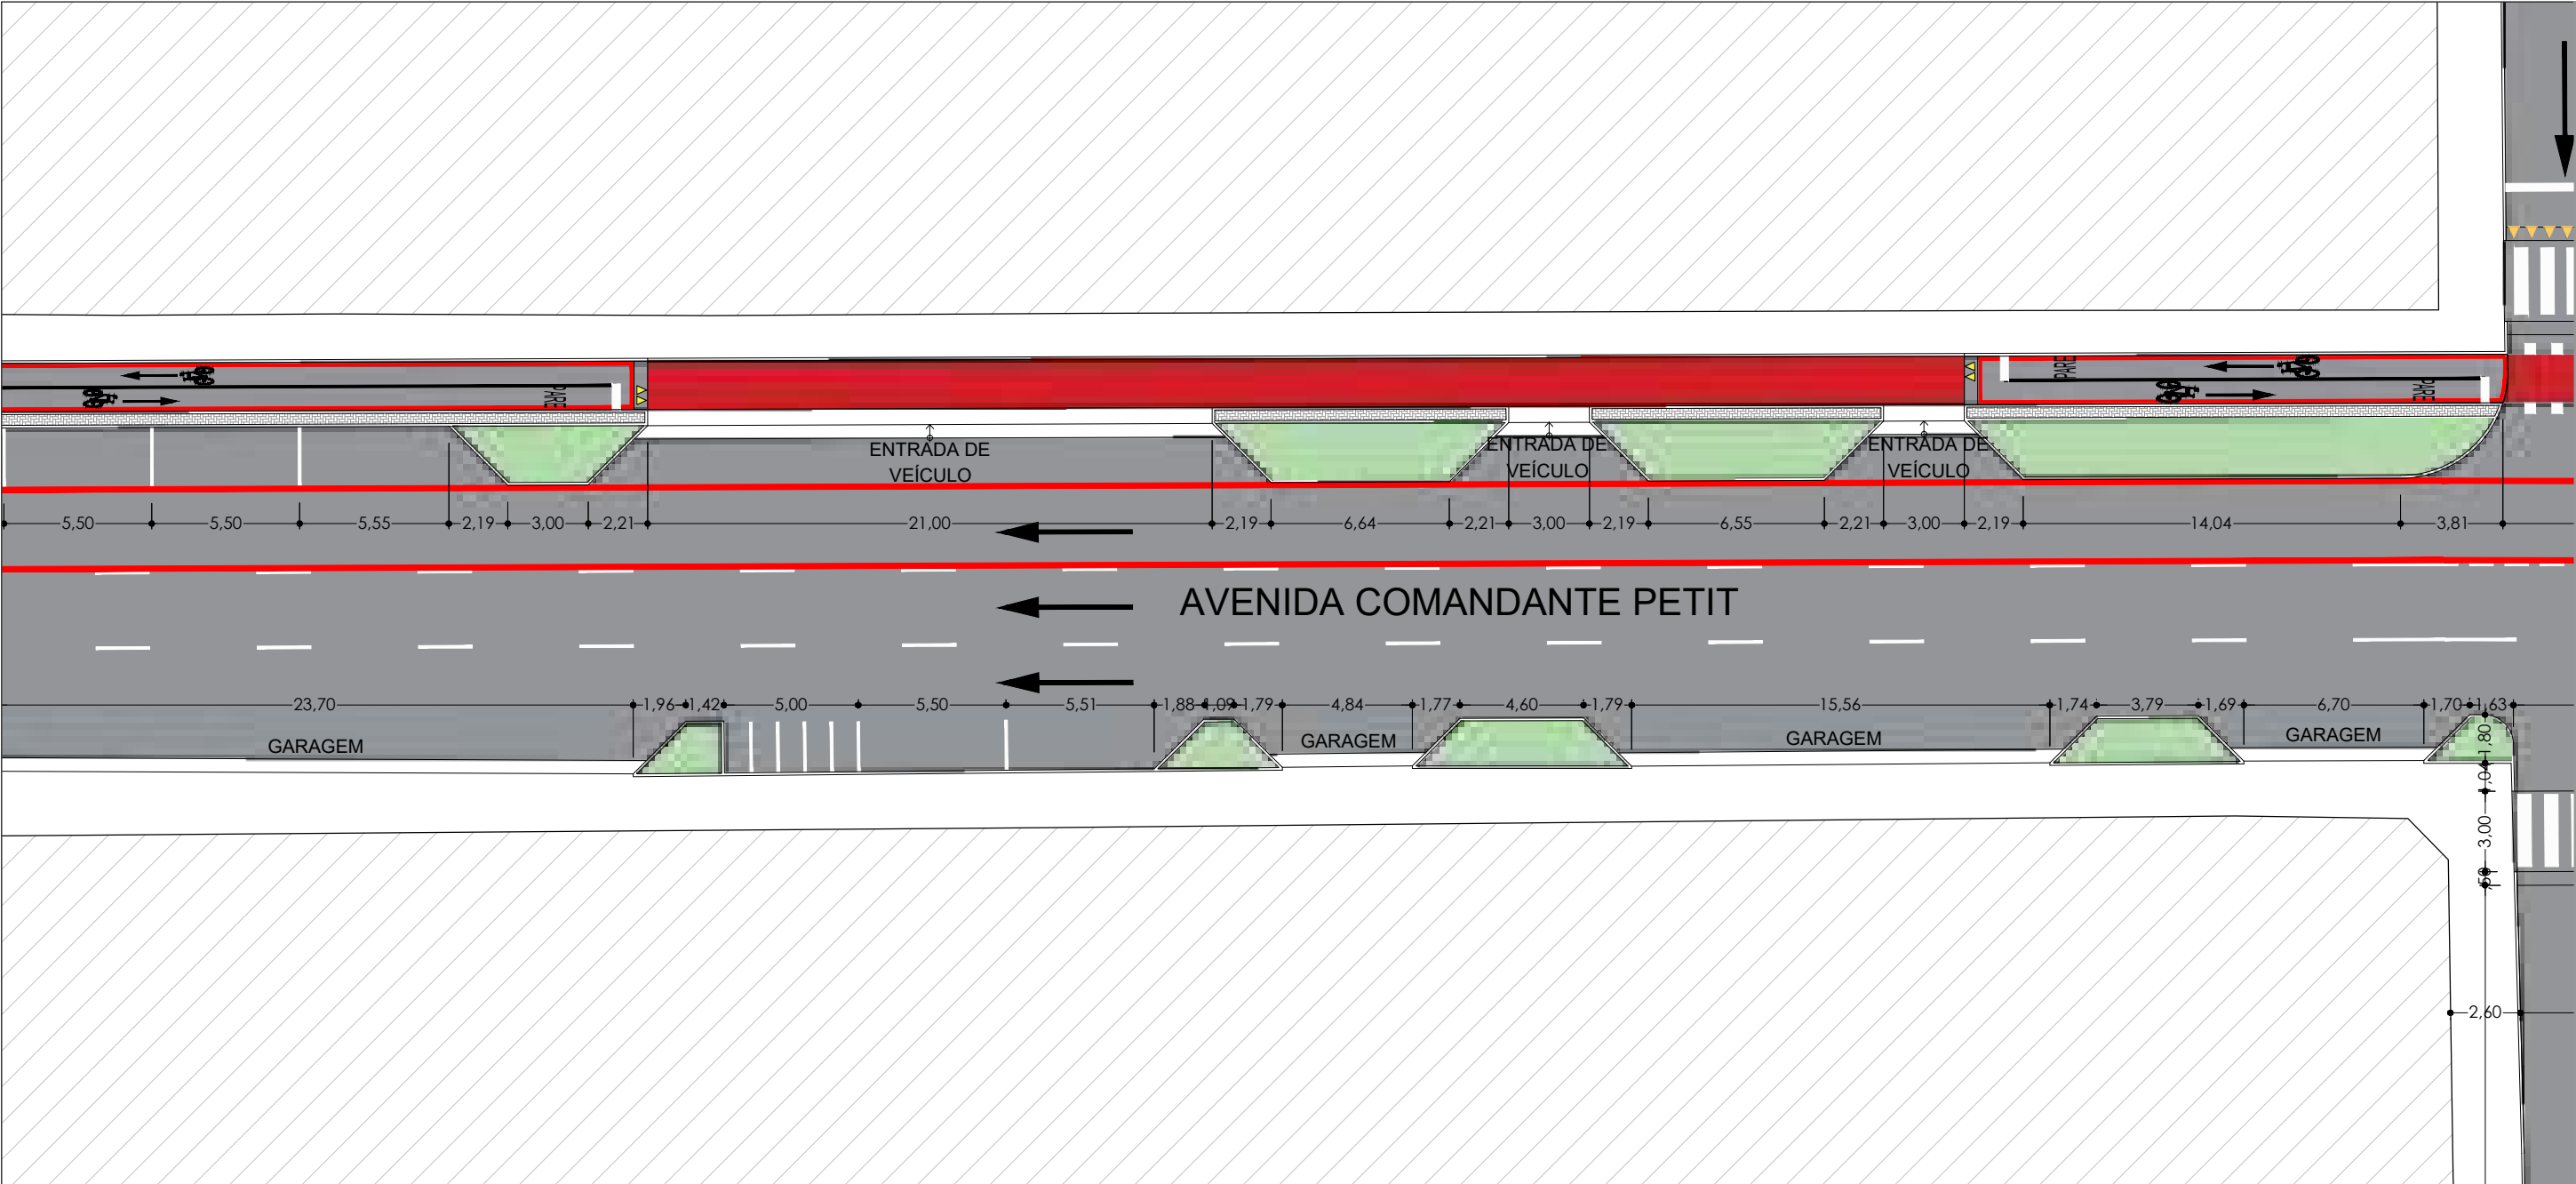 PARE
PARE
PARE
ENTRADA DE
VEÍCULO
ENTRADA DE
VEÍCULO
ENTRADA DE
VEÍCULO
5,50 5,50 5,55 2,19 3,00 2,21 21,00 2,19 6,64 2,21 3,00 2,19 6,55 2,21 3,00 2,19 14,04 3,81
AVENIDA COMANDANTE PETIT
23,70 1,96 1,42 5,00 5,50 5,51 1,88 1,09 1,79 4,84 1,77 4,60 1,79 15,56 1,74 3,79 1,69 6,70 1,70 1,63
GARAGEM
GARAGEM
GARAGEM
GARAGEM
1,80
1,04
3,00
,50
2,60